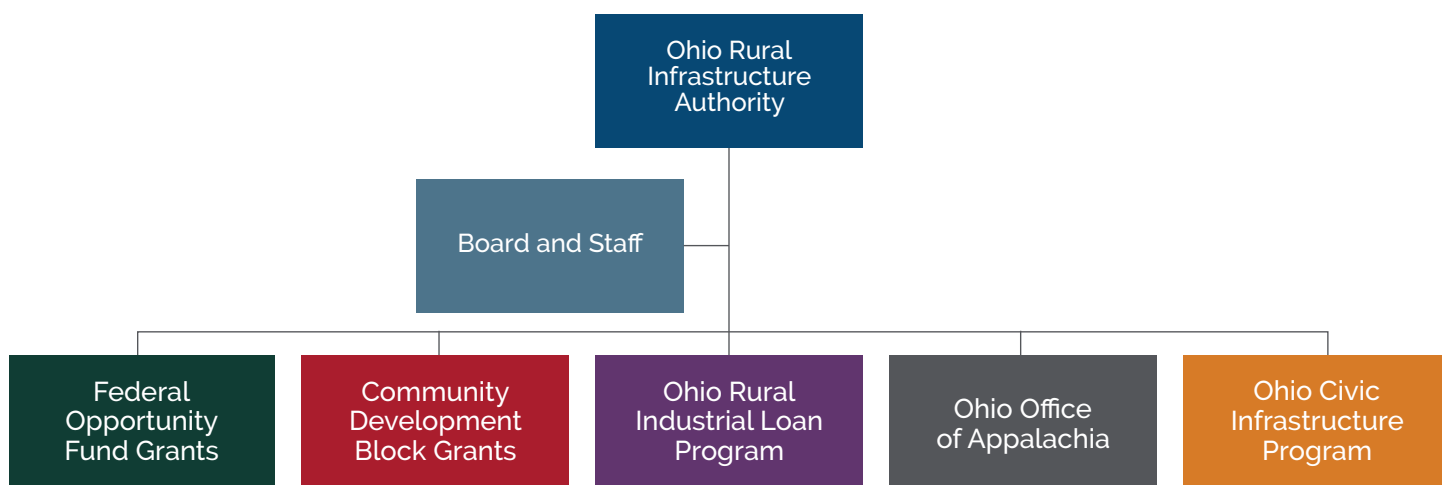 Ohio Rural
Infrastructure
Authority
Board and Staff
Federal
Opportunity
Fund Grants
Community
Development
Block Grants
Ohio Rural
Industrial Loan
Program
Ohio Office
of Appalachia
Ohio Civic
Infrastructure
Program